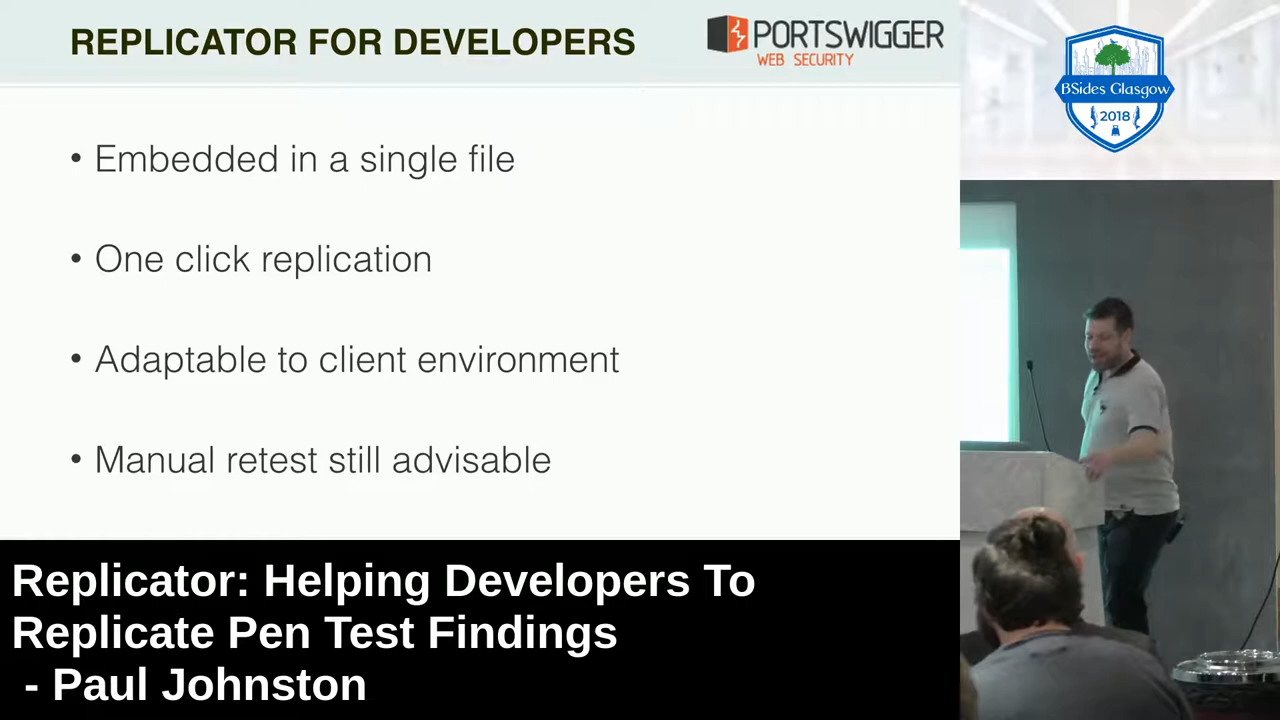 REPLICATOR FOR DEVELOPERS
PORTSWIGGER
WEB SECURITY
BSides Glasgow
2018
• Embedded in a single file
• One click replication
• Adaptable to client environment
• Manual retest still advisable
Replicator: Helping Developers To
Replicate Pen Test Findings
- Paul Johnston